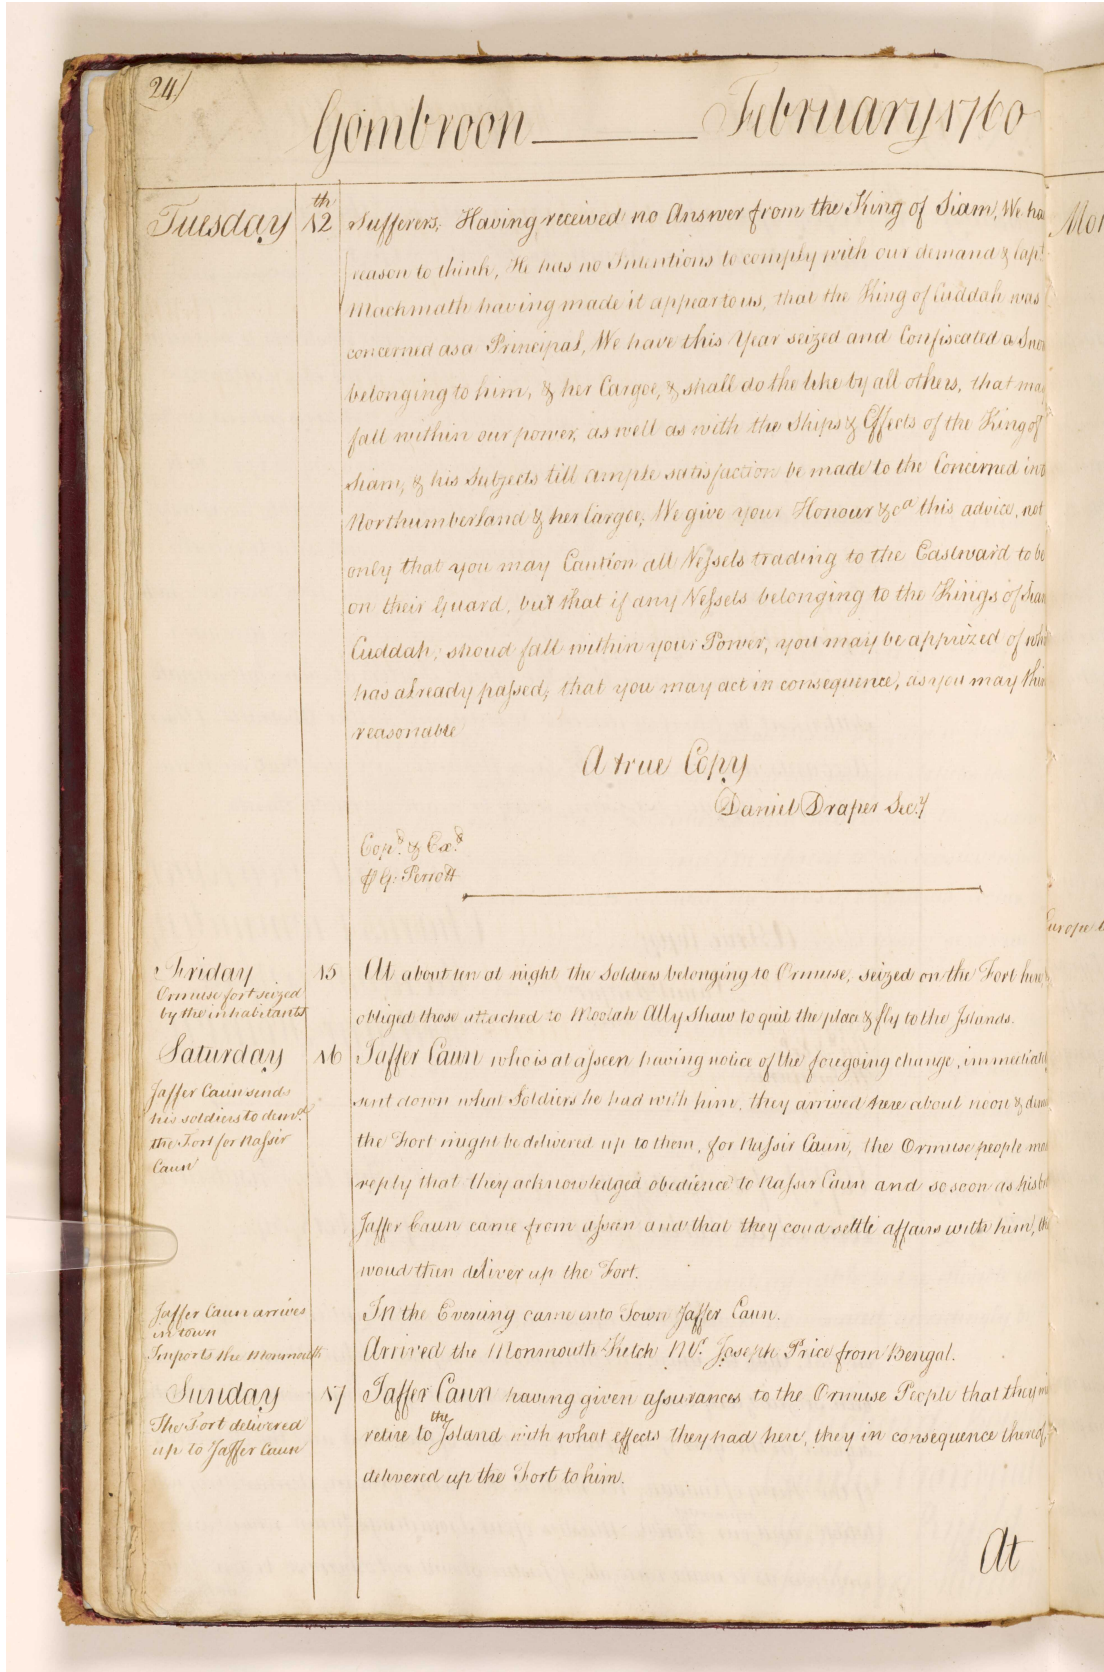 24
Gombroon February 1760
Tuesday 12th Sufferers, Having received no Answer from the King of Siam, We ha
reason to think, He has no Intentions to comply with our demand & Capt
Mackmath having made it appear to us, that the King of Cuddah was
concerned as a Principal, We have this Year seized and Confiscated a Snow
belonging to him, & her Cargoe, & shall do the like by all others, that may
fall within our power, as well as with the Ships & Effects of the King of
Siam, & his Subjects till ample satisfaction be made to the Concerned in
Northumberland & her Cargoe; We give your Honour &ca this advice, not
only that you may Caution all Vessels trading to the Eastward to be
on their Guard, but that if any Vessels belonging to the Kings of Siam
Cuddah, shoud fall within your Power, you may be apprized of wh
has already passed, that you may act in consequence, as you may think
reasonable
A true Copy
Daniel Draper Secy
Copd & Exd
G: Perrott
Friday 15 At about ten at night the Soldiers belonging to Ormuse, seized on the Fort here,
Ormuse fort seized
by the inhabitants
obliged those attached to Moolah Ally Shaw to quit the place & fly to the Islands.
Saturday 16 Jaffer Caun who is at Asseen having notice of the foregoing change, immediate
Jaffer Caun sends
his soldiers to demd
the Fort for Nassir
Caun
sent down what Soldiers he had with him, they arrived here about noon & dem
the Fort might be delivered up to them, for Nassir Caun, the Ormuse people ma
reply that they acknowledged obedience to Nassir Caun and so soon as his
Jaffer Caun came from Asseen and that they coud settle affairs with him, th
woud then deliver up the Fort.
Jaffer Caun arrives
in town
In the Evening came into Town Jaffer Caun.
Imports the Monmouth
Arrived the Monmouth Ketch Mr. Joseph Price from Bengal.
Sunday 17 Jaffer Caun having given assurances to the Ormuse People that they
The Fort delivered
up to Jaffer Caun
retire to the Island with what effects they had here, they in consequence thereof,
delivered up the Fort to him.
At
Mon
Europe